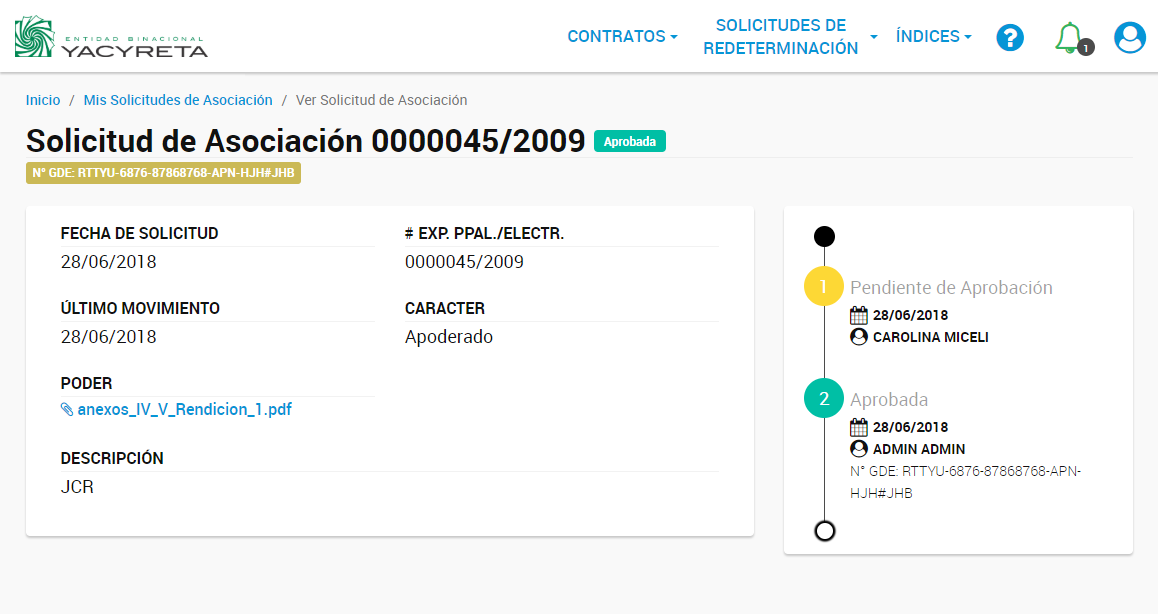 ENTIDAD BINACIONAL
YACYRETA
CONTRATOS
SOLICITUDES DE
REDETERMINACIÓN
ÍNDICES
?
1
Inicio / Mis Solicitudes de Asociación / Ver Solicitud de Asociación
Solicitud de Asociación 0000045/2009 Aprobada
N° GDE: RTTYU-6876-87868768-APN-HJH#JHB
FECHA DE SOLICITUD
28/06/2018
# EXP. PPAL./ELECTR.
0000045/2009
ÚLTIMO MOVIMIENTO
28/06/2018
CARACTER
Apoderado
PODER
anexos_IV_V_Rendicion_1.pdf
DESCRIPCIÓN
JCR
1 Pendiente de Aprobación
28/06/2018
CAROLINA MICELI
2 Aprobada
28/06/2018
ADMIN ADMIN
N° GDE: RTTYU-6876-87868768-APN-
HJH#JHB